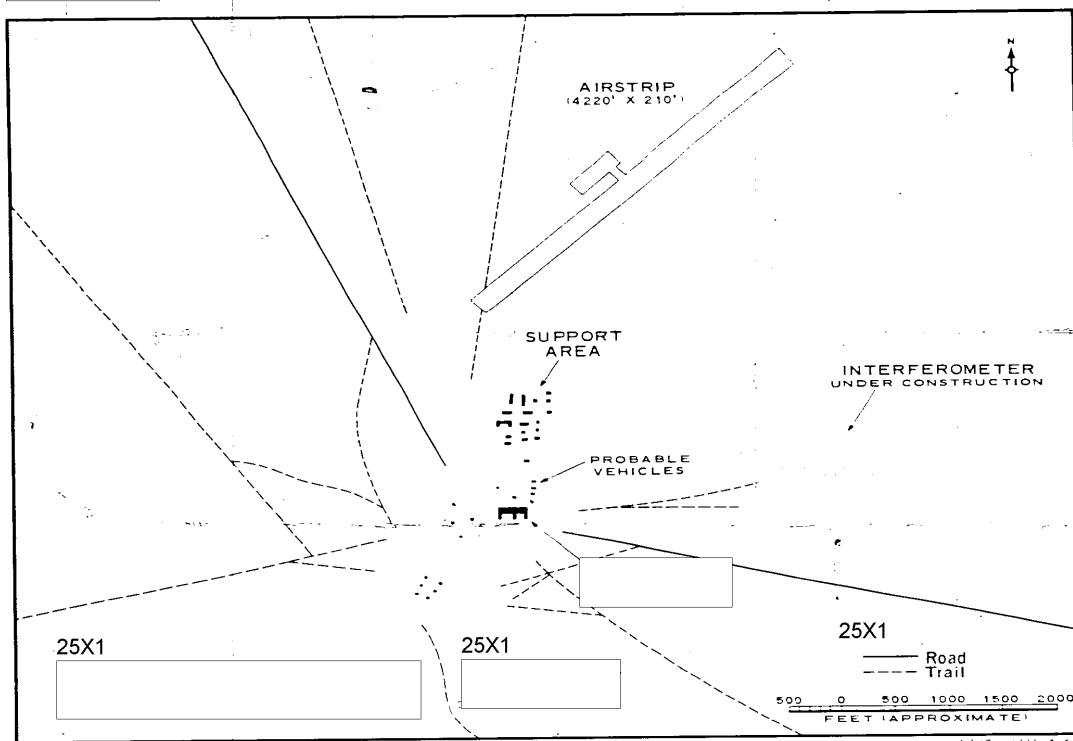 N
AIRSTRIP
(4220' X 210')
SUPPORT
AREA
INTERFEROMETER
UNDER CONSTRUCTION
PROBABLE
VEHICLES
25X1
25X1
25X1
Road
Trail
500 0 500 1000 1500 2000
FEET (APPROXIMATE)